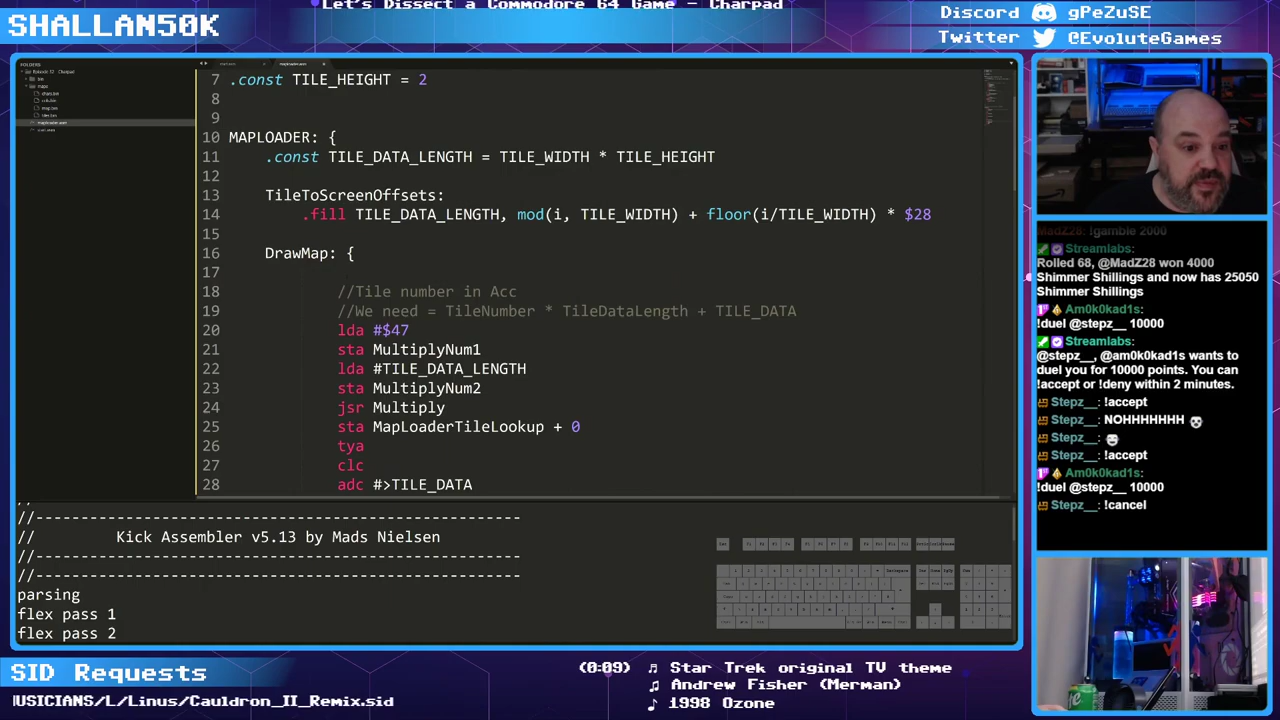 Let's Dissect a Commodore 64 Game - Charpad
SHALLAN50K
Discord gPeZuSE
Twitter @EvoluteGames
FOLDERS
7 .const TILE_HEIGHT = 2
8
9
10 MAPLOADER: {
11 .const TILE_DATA_LENGTH = TILE_WIDTH * TILE_HEIGHT
12
13 TileToScreenOffsets:
14 .fill TILE_DATA_LENGTH, mod(i, TILE_WIDTH) + floor(i/TILE_WIDTH) * $28
15
16 DrawMap: {
17
18 //Tile number in Acc
19 //We need = TileNumber * TileDataLength + TILE_DATA
20 lda #$47
21 sta MultiplyNum1
22 lda #TILE_DATA_LENGTH
23 sta MultiplyNum2
24 jsr Multiply
25 sta MapLoaderTileLookup + 0
26 tya
27 clc
28 adc #>TILE_DATA
//----------------------------------------------------
// Kick Assembler v5.13 by Mads Nielsen
//----------------------------------------------------
//----------------------------------------------------
parsing
flex pass 1
flex pass 2
MadZ28: !gamble 2000
Streamlabs:
Rolled 68, @MadZ28 won 4000
Shimmer Shillings and now has 25050
Shimmer Shillings
Am0k0kad1s:
!duel @stepz__ 10000
Streamlabs:
@stepz__, @am0k0kad1s wants to
duel you for 10000 points. You can
!accept or !deny within 2 minutes.
Stepz__: !accept
Stepz__: NOHHHHHHH
Stepz__:
Stepz__: !accept
Am0k0kad1s:
!duel @stepz__ 10000
Stepz__: !cancel
SID Requests
USICIANS/L/Linus/Cauldron_II_Remix.sid
(0:09) ♫ Star Trek original TV theme
♫ Andrew Fisher (Merman)
♪ 1998 Ozone